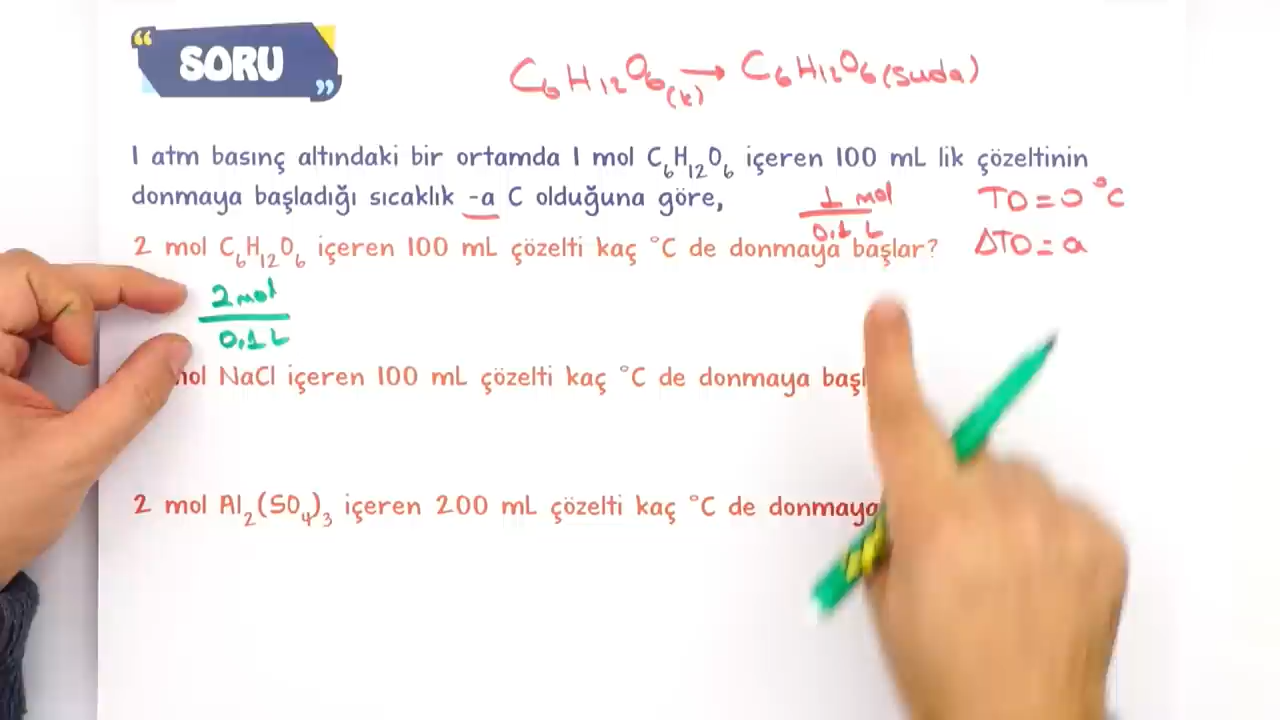 “ SORU ”
C₆H₁₂O₆(k) → C₆H₁₂O₆(suda)
1 atm basınç altındaki bir ortamda 1 mol C₆H₁₂O₆ içeren 100 mL lik çözeltinin
donmaya başladığı sıcaklık -a C olduğuna göre,
1 mol
0,1 L
TD = 0 °C
ΔTD = a
2 mol C₆H₁₂O₆ içeren 100 mL çözelti kaç °C de donmaya başlar?
2 mol
0,1 L
mol NaCl içeren 100 mL çözelti kaç °C de donmaya
2 mol Al₂(SO₄)₃ içeren 200 mL çözelti kaç °C de donmaya